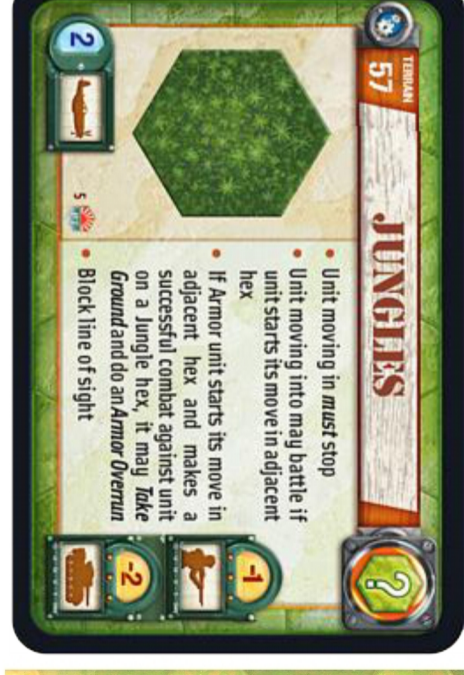 TERRAIN
57
JUNGLES
?
• Unit moving in must stop
• Unit moving into may battle if
unit starts its move in adjacent
hex
• If Armor unit starts its move in
adjacent hex and makes a
successful combat against unit
on a Jungle hex, it may Take
Ground and do an Armor Overrun
• Block line of sight
-1
-2
2
5